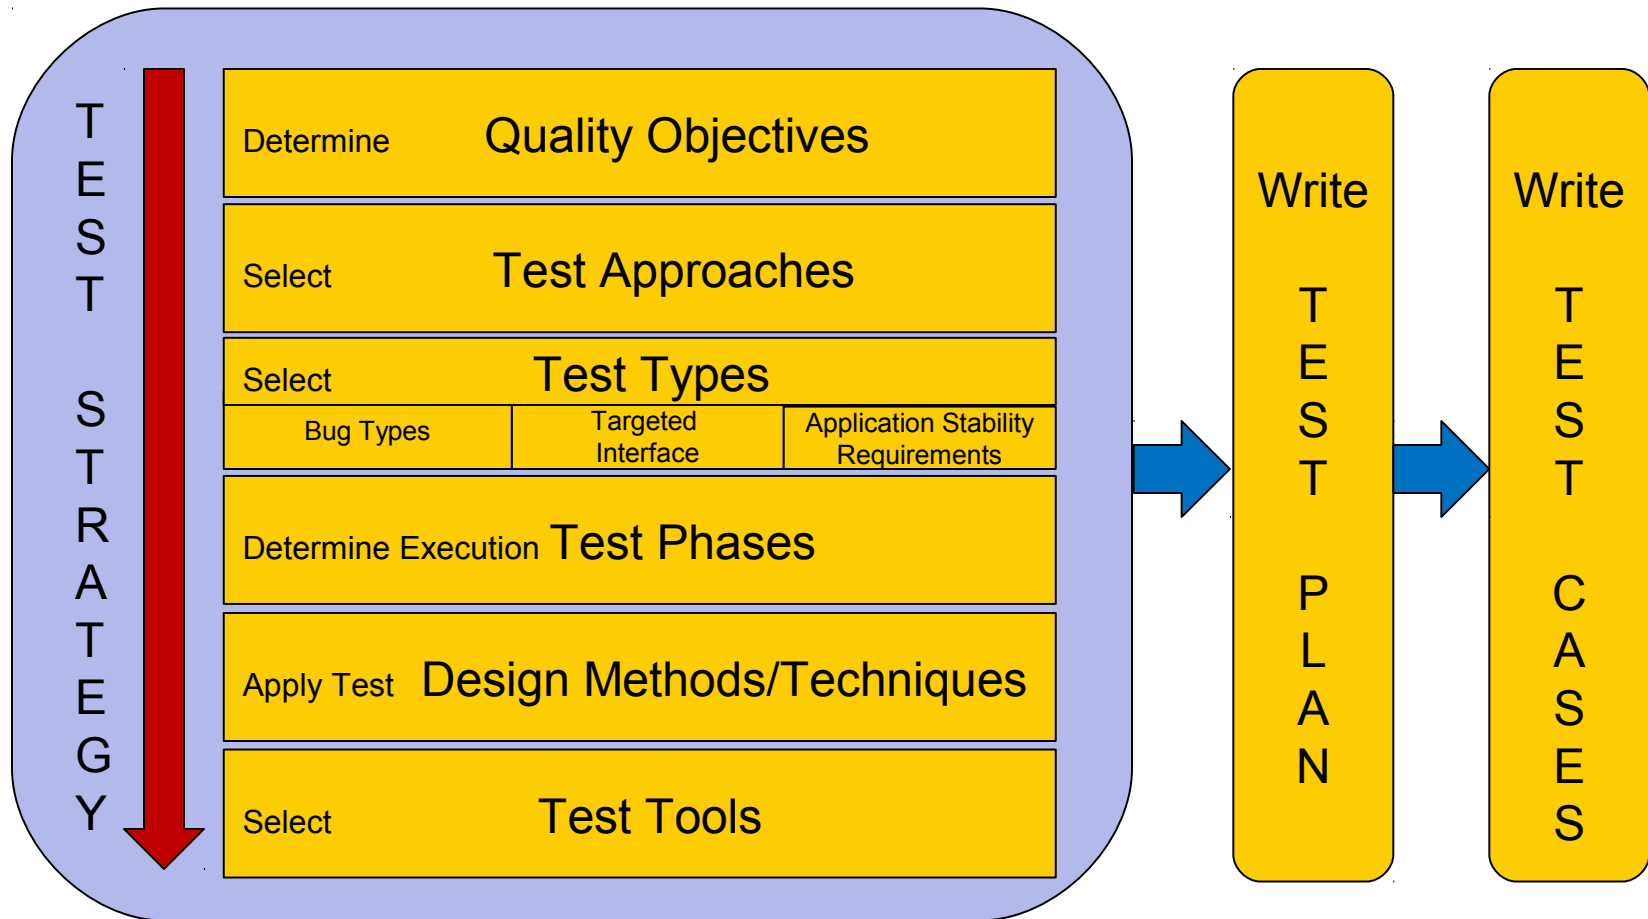 TEST STRATEGY
Determine Quality Objectives
Select Test Approaches
Select Test Types
Bug Types
Targeted
Interface
Application Stability
Requirements
Determine Execution Test Phases
Apply Test Design Methods/Techniques
Select Test Tools
Write
TEST PLAN
Write
TEST CASES